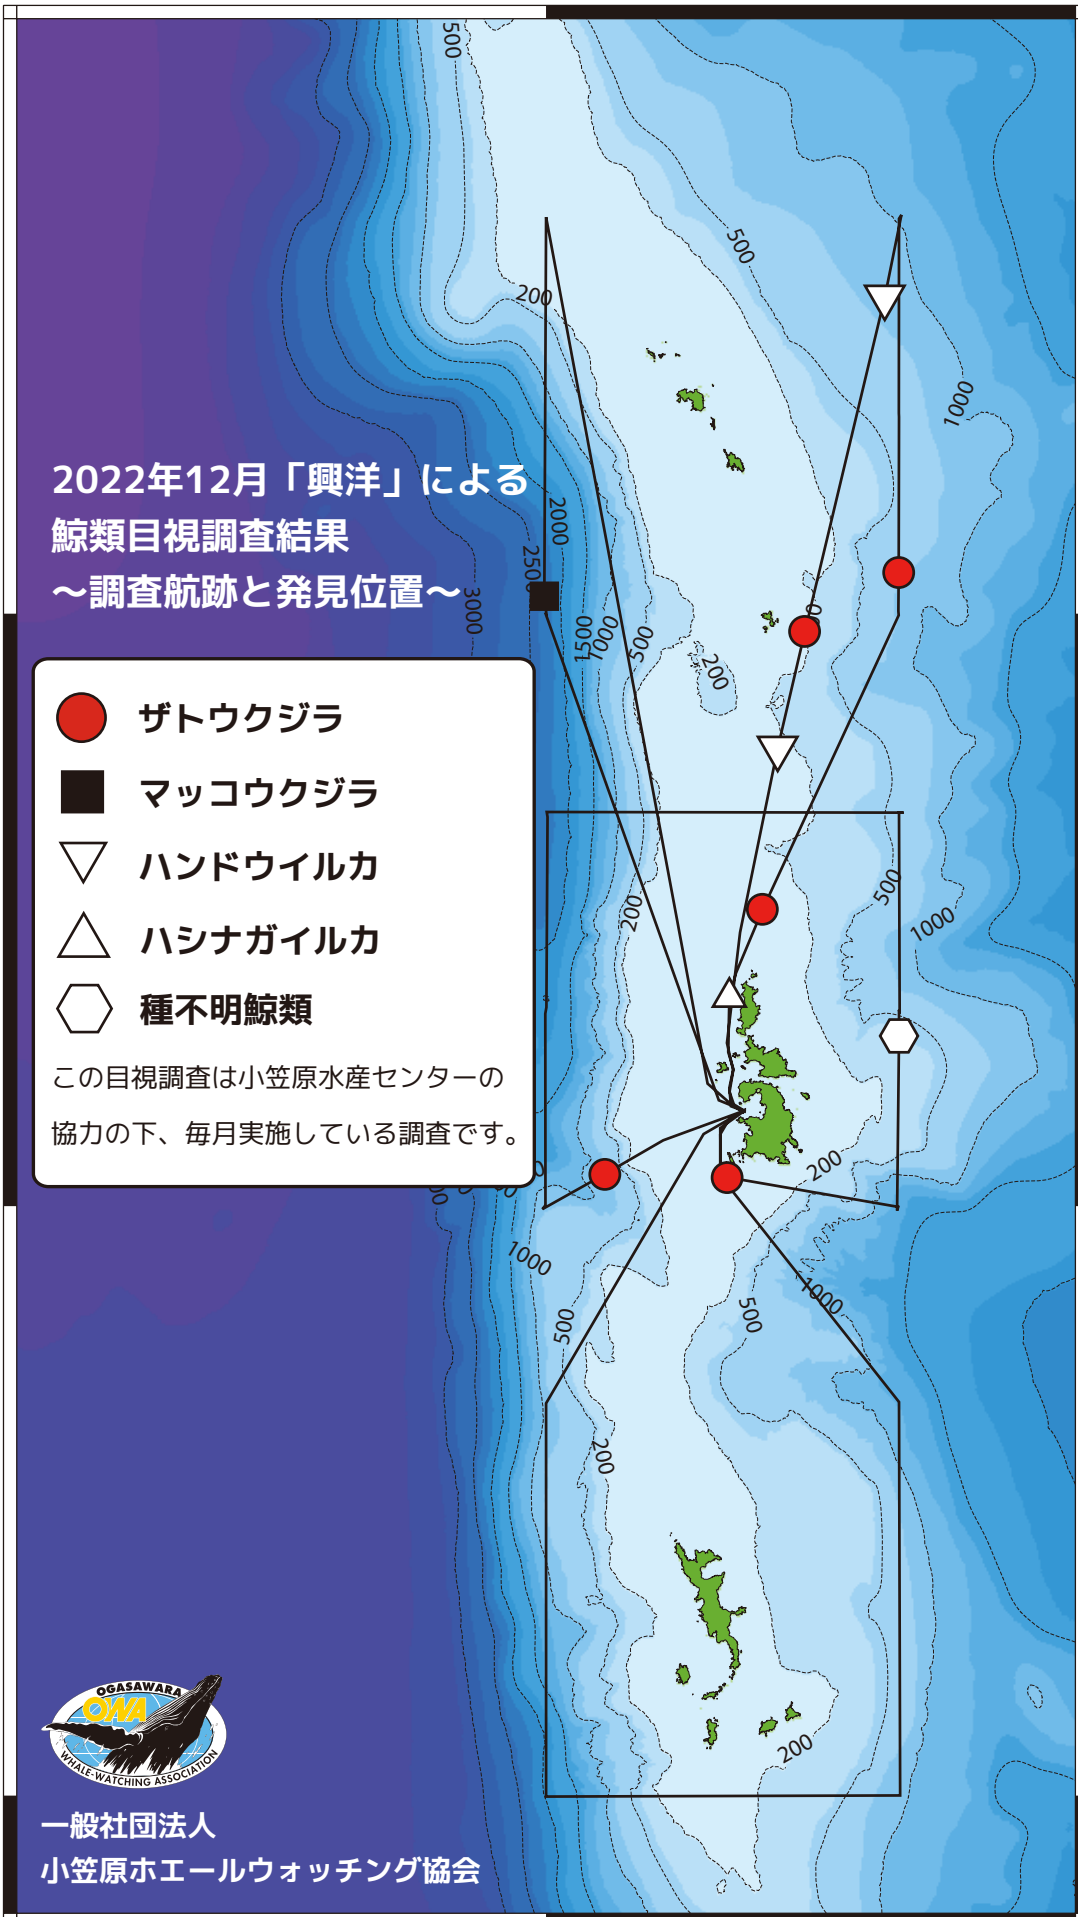 500
500
200
1000
2022年12月「興洋」による
鯨類目視調査結果
〜調査航跡と発見位置〜
2000
2500
3000
1500
1000
500
200
ザトウクジラ
マッコウクジラ
ハンドウイルカ
ハシナガイルカ
種不明鯨類
この目視調査は小笠原水産センターの
協力の下、毎月実施している調査です。
200
500
1000
200
1000
500
500
1000
200
200
OGASAWARA
OWA
WHALE-WATCHING ASSOCIATION
一般社団法人
小笠原ホエールウォッチング協会